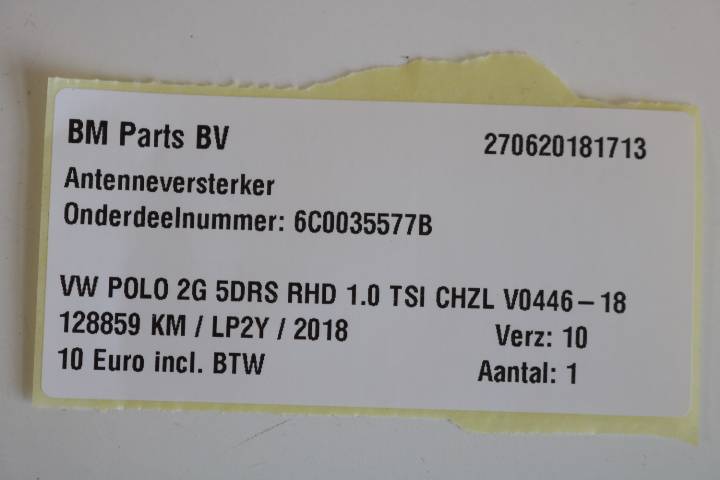 BM Parts BV 270620181713
Antenneversterker
Onderdeelnummer: 6C0035577B
VW POLO 2G 5DRS RHD 1.0 TSI CHZL V0446-18
128859 KM / LP2Y / 2018 Verz: 10
10 Euro incl. BTW Aantal: 1